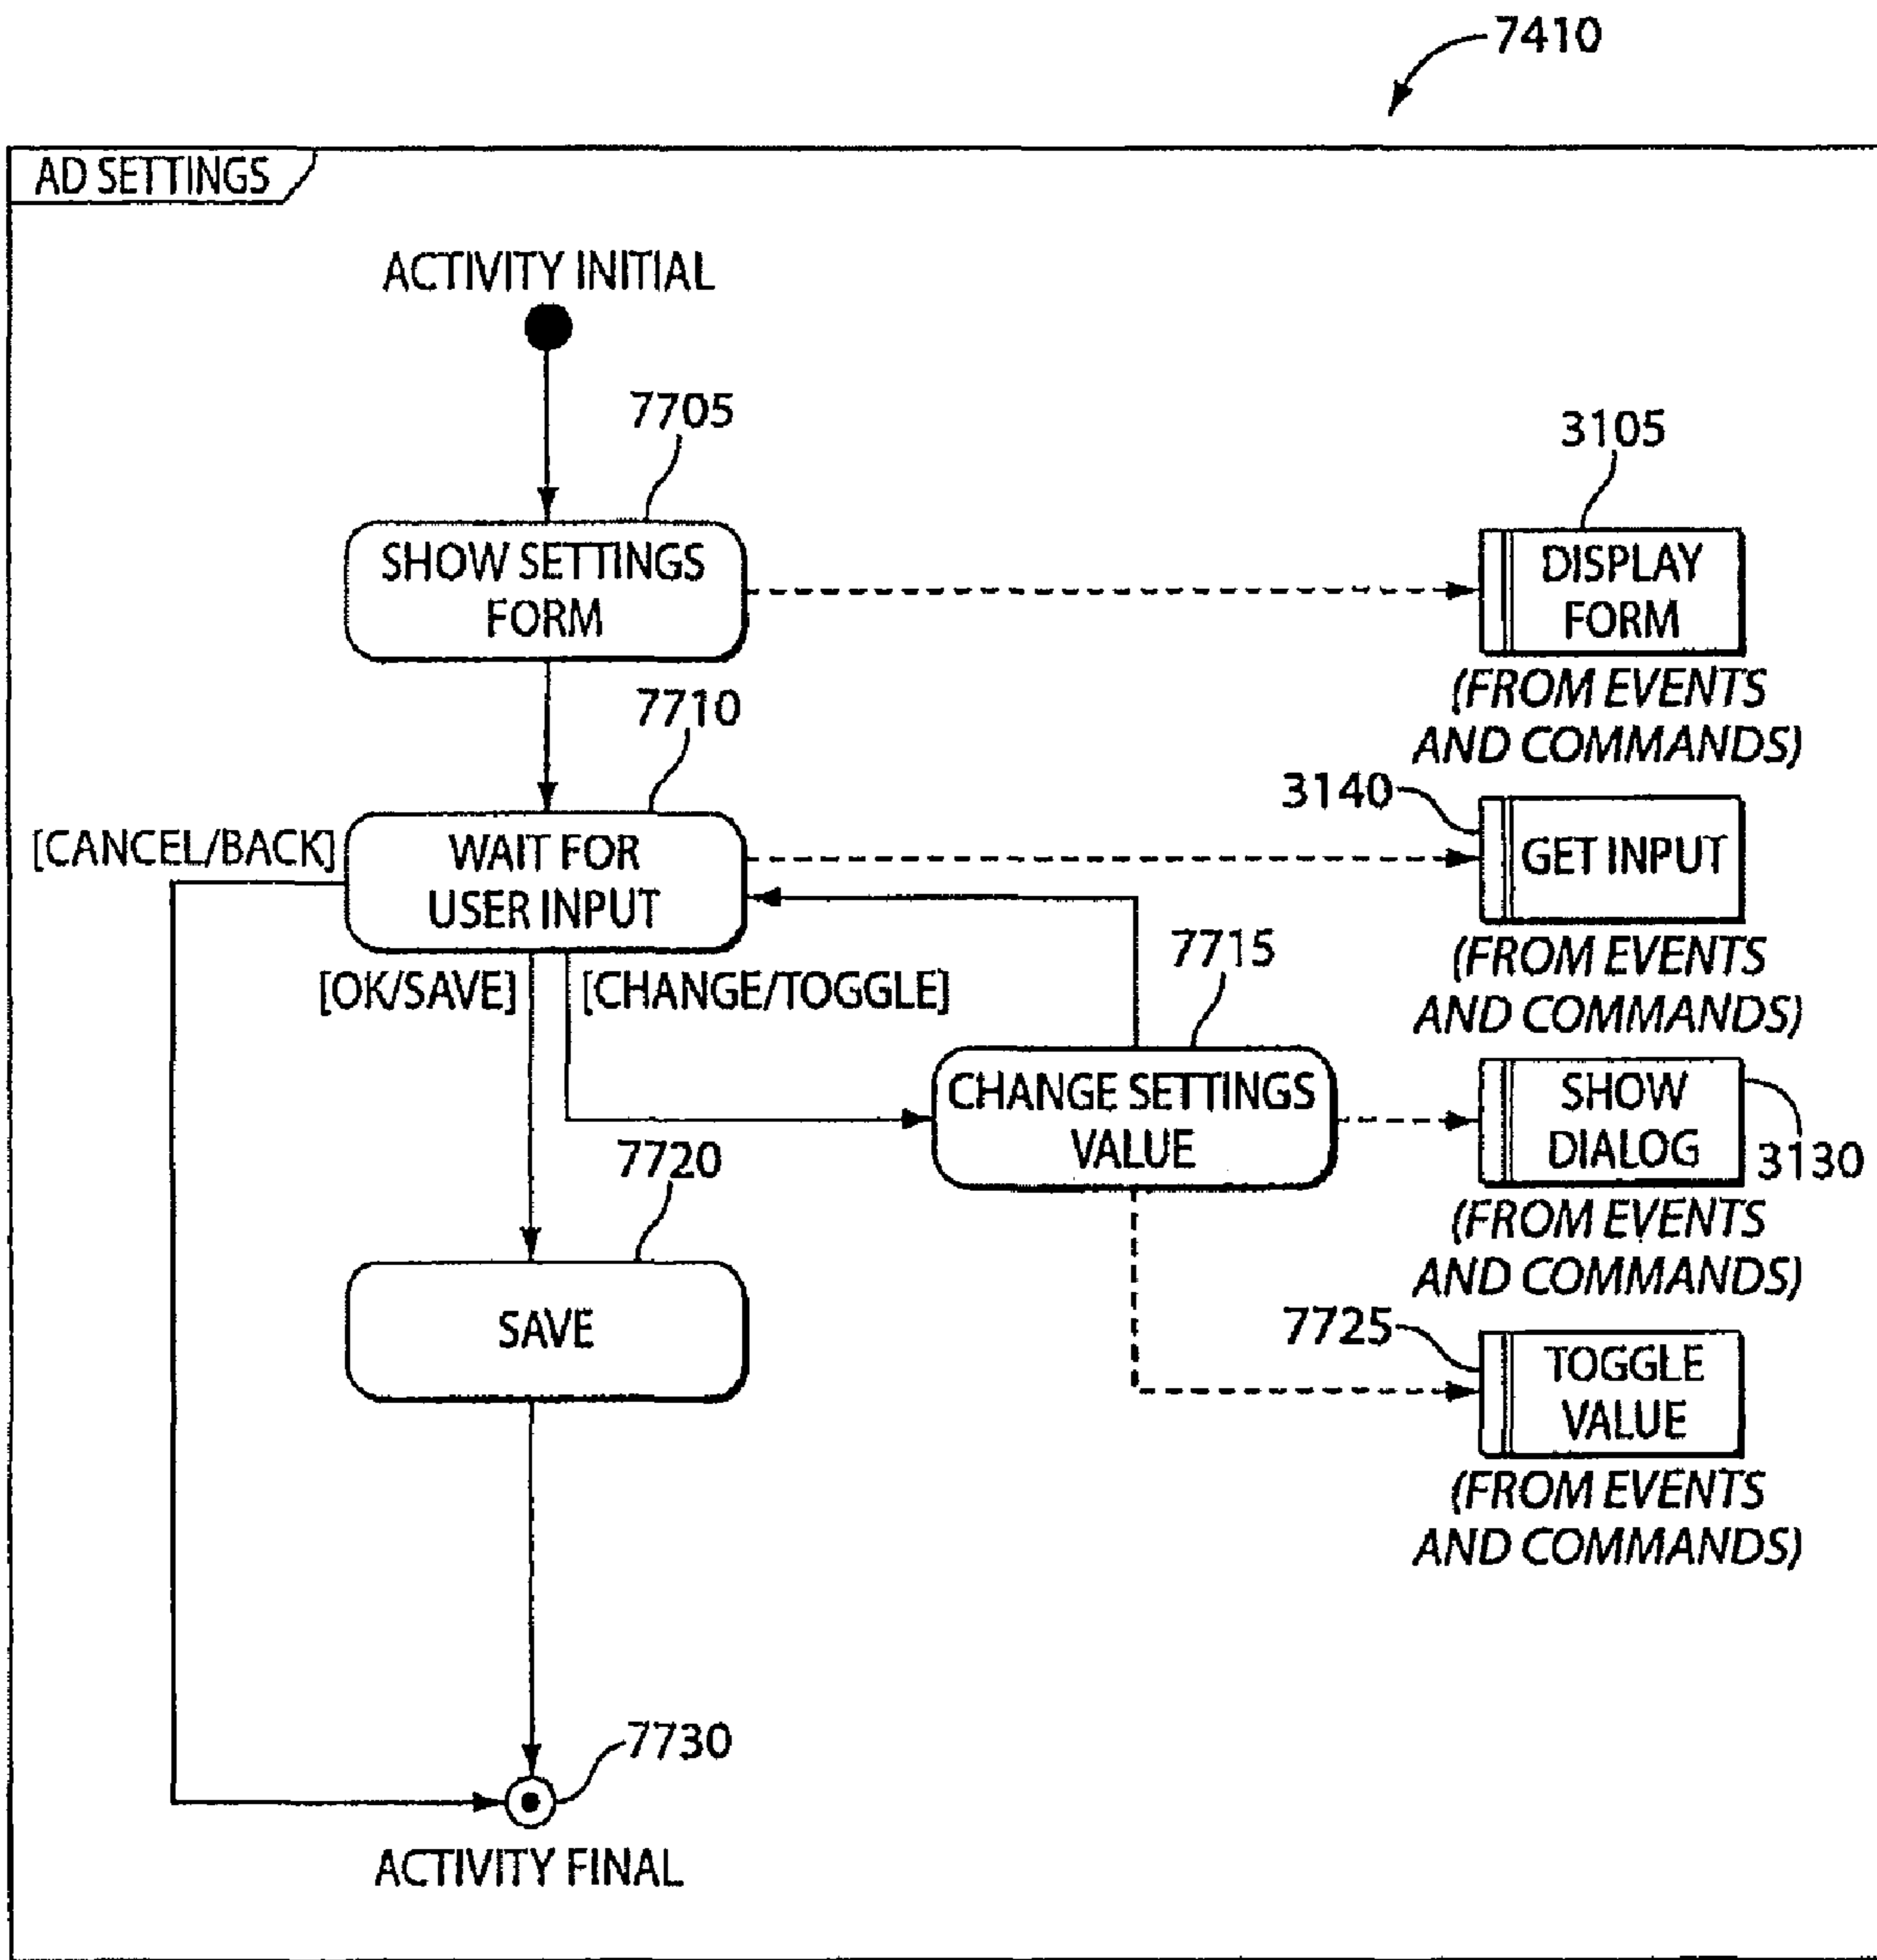 7410
AD SETTINGS
ACTIVITY INITIAL
7705
SHOW SETTINGS
FORM
3105
DISPLAY
FORM
(FROM EVENTS
AND COMMANDS)
7710
[CANCEL/BACK]
WAIT FOR
USER INPUT
3140
GET INPUT
(FROM EVENTS
AND COMMANDS)
[OK/SAVE]
[CHANGE/TOGGLE]
7715
CHANGE SETTINGS
VALUE
SHOW
DIALOG
3130
(FROM EVENTS
AND COMMANDS)
7720
SAVE
7725
TOGGLE
VALUE
(FROM EVENTS
AND COMMANDS)
7730
ACTIVITY FINAL